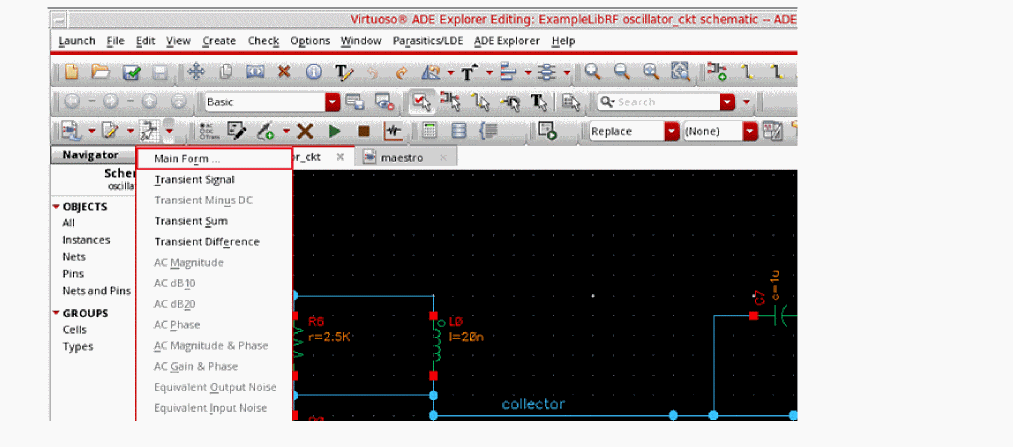 Virtuoso® ADE Explorer Editing: ExampleLibRF oscillator_ckt schematic -- ADE
Launch File Edit View Create Check Options Window Parasitics/LDE ADE Explorer Help
Basic
Search
Replace
(None)
Navigator
r_ckt
maestro
Sche
oscilla
OBJECTS
All
Instances
Nets
Pins
Nets and Pins
GROUPS
Cells
Types
Main Form ...
Transient Signal
Transient Minus DC
Transient Sum
Transient Difference
AC Magnitude
AC dB10
AC dB20
AC Phase
AC Magnitude & Phase
AC Gain & Phase
Equivalent Output Noise
Equivalent Input Noise
R6
r=2.5K
L0
l=20n
C7
c=1u
collector